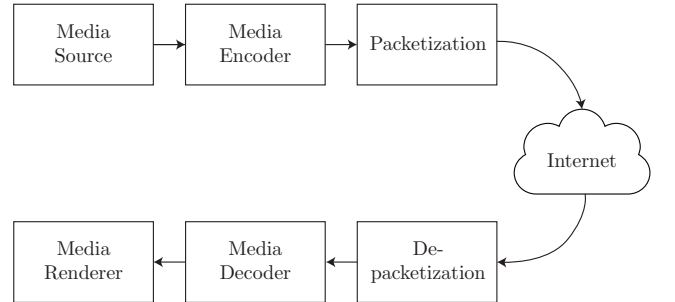 Media
Source
Media
Encoder
Packetization
Internet
Media
Renderer
Media
Decoder
De-
packetization